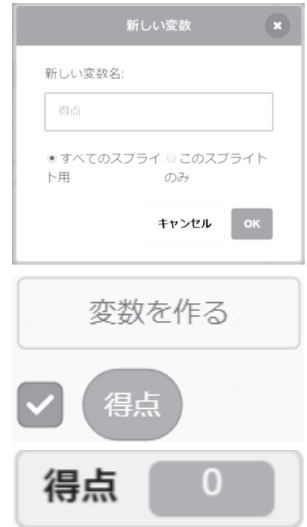 新しい変数
新しい変数名:
得点
すべてのスプライト用
このスプライトのみ
キャンセル
OK
変数を作る
得点
得点 0